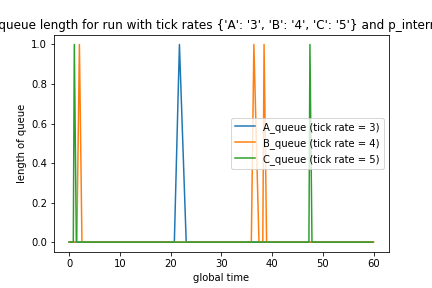 queue length for run with tick rates {'A': '3', 'B': '4', 'C': '5'} and p_intern
1.0
0.8
0.6
0.4
0.2
0.0
length of queue
A_queue (tick rate = 3)
B_queue (tick rate = 4)
C_queue (tick rate = 5)
0 10 20 30 40 50 60
global time